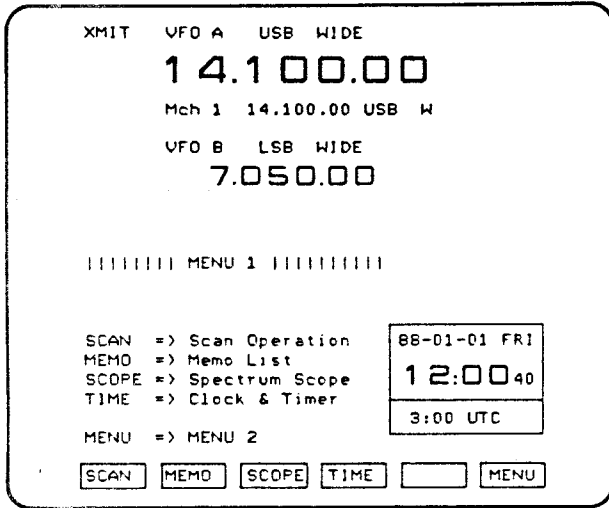 XMIT VFO A USB WIDE
14.100.00
Mch 1 14.100.00 USB W
VFO B LSB WIDE
7.050.00
|||||||| MENU 1 ||||||||||
SCAN => Scan Operation
MEMO => Memo List
SCOPE => Spectrum Scope
TIME => Clock & Timer
MENU => MENU 2
88-01-01 FRI
12:00 40
3:00 UTC
SCAN MEMO SCOPE TIME MENU